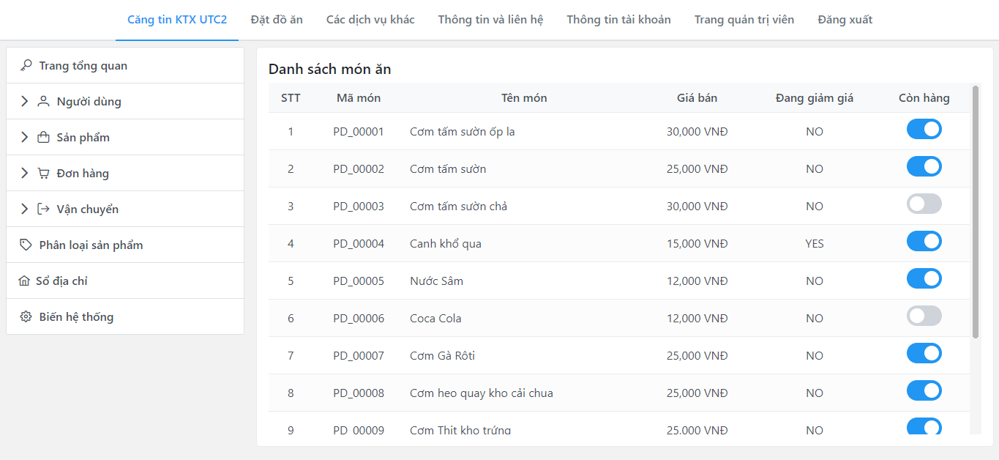 Căng tin KTX UTC2 Đặt đồ ăn Các dịch vụ khác Thông tin và liên hệ Thông tin tài khoản Trang quản trị viên Đăng xuất
Trang tổng quan
Người dùng
Sản phẩm
Đơn hàng
Vận chuyển
Phân loại sản phẩm
Sổ địa chỉ
Biến hệ thống
Danh sách món ăn
STT Mã món Tên món Giá bán Đang giảm giá Còn hàng
1 PD_00001 Cơm tấm sườn ốp la 30,000 VNĐ NO
2 PD_00002 Cơm tấm sườn 25,000 VNĐ NO
3 PD_00003 Cơm tấm sườn chả 30,000 VNĐ NO
4 PD_00004 Canh khổ qua 15,000 VNĐ YES
5 PD_00005 Nước Sâm 12,000 VNĐ NO
6 PD_00006 Coca Cola 12,000 VNĐ NO
7 PD_00007 Cơm Gà Rôti 25,000 VNĐ NO
8 PD_00008 Cơm heo quay kho cải chua 25,000 VNĐ NO
9 PD_00009 Cơm Thịt kho trứng 25,000 VNĐ NO